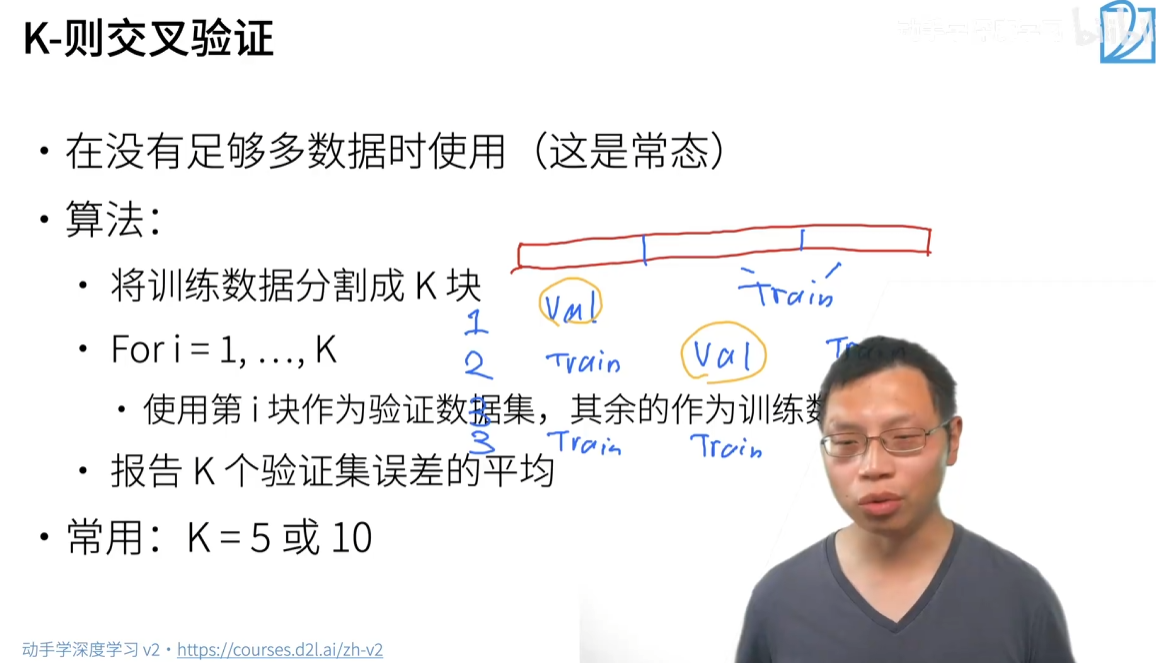 K-则交叉验证
bilibili
• 在没有足够多数据时使用（这是常态）
• 算法：
• 将训练数据分割成 K 块
Val Train
1
• For i = 1, …, K
2 Train Val Train
• 使用第 i 块作为验证数据集，其余的作为训练数
3 Train Train
• 报告 K 个验证集误差的平均
• 常用：K = 5 或 10
动手学深度学习 v2 • https://courses.d2l.ai/zh-v2